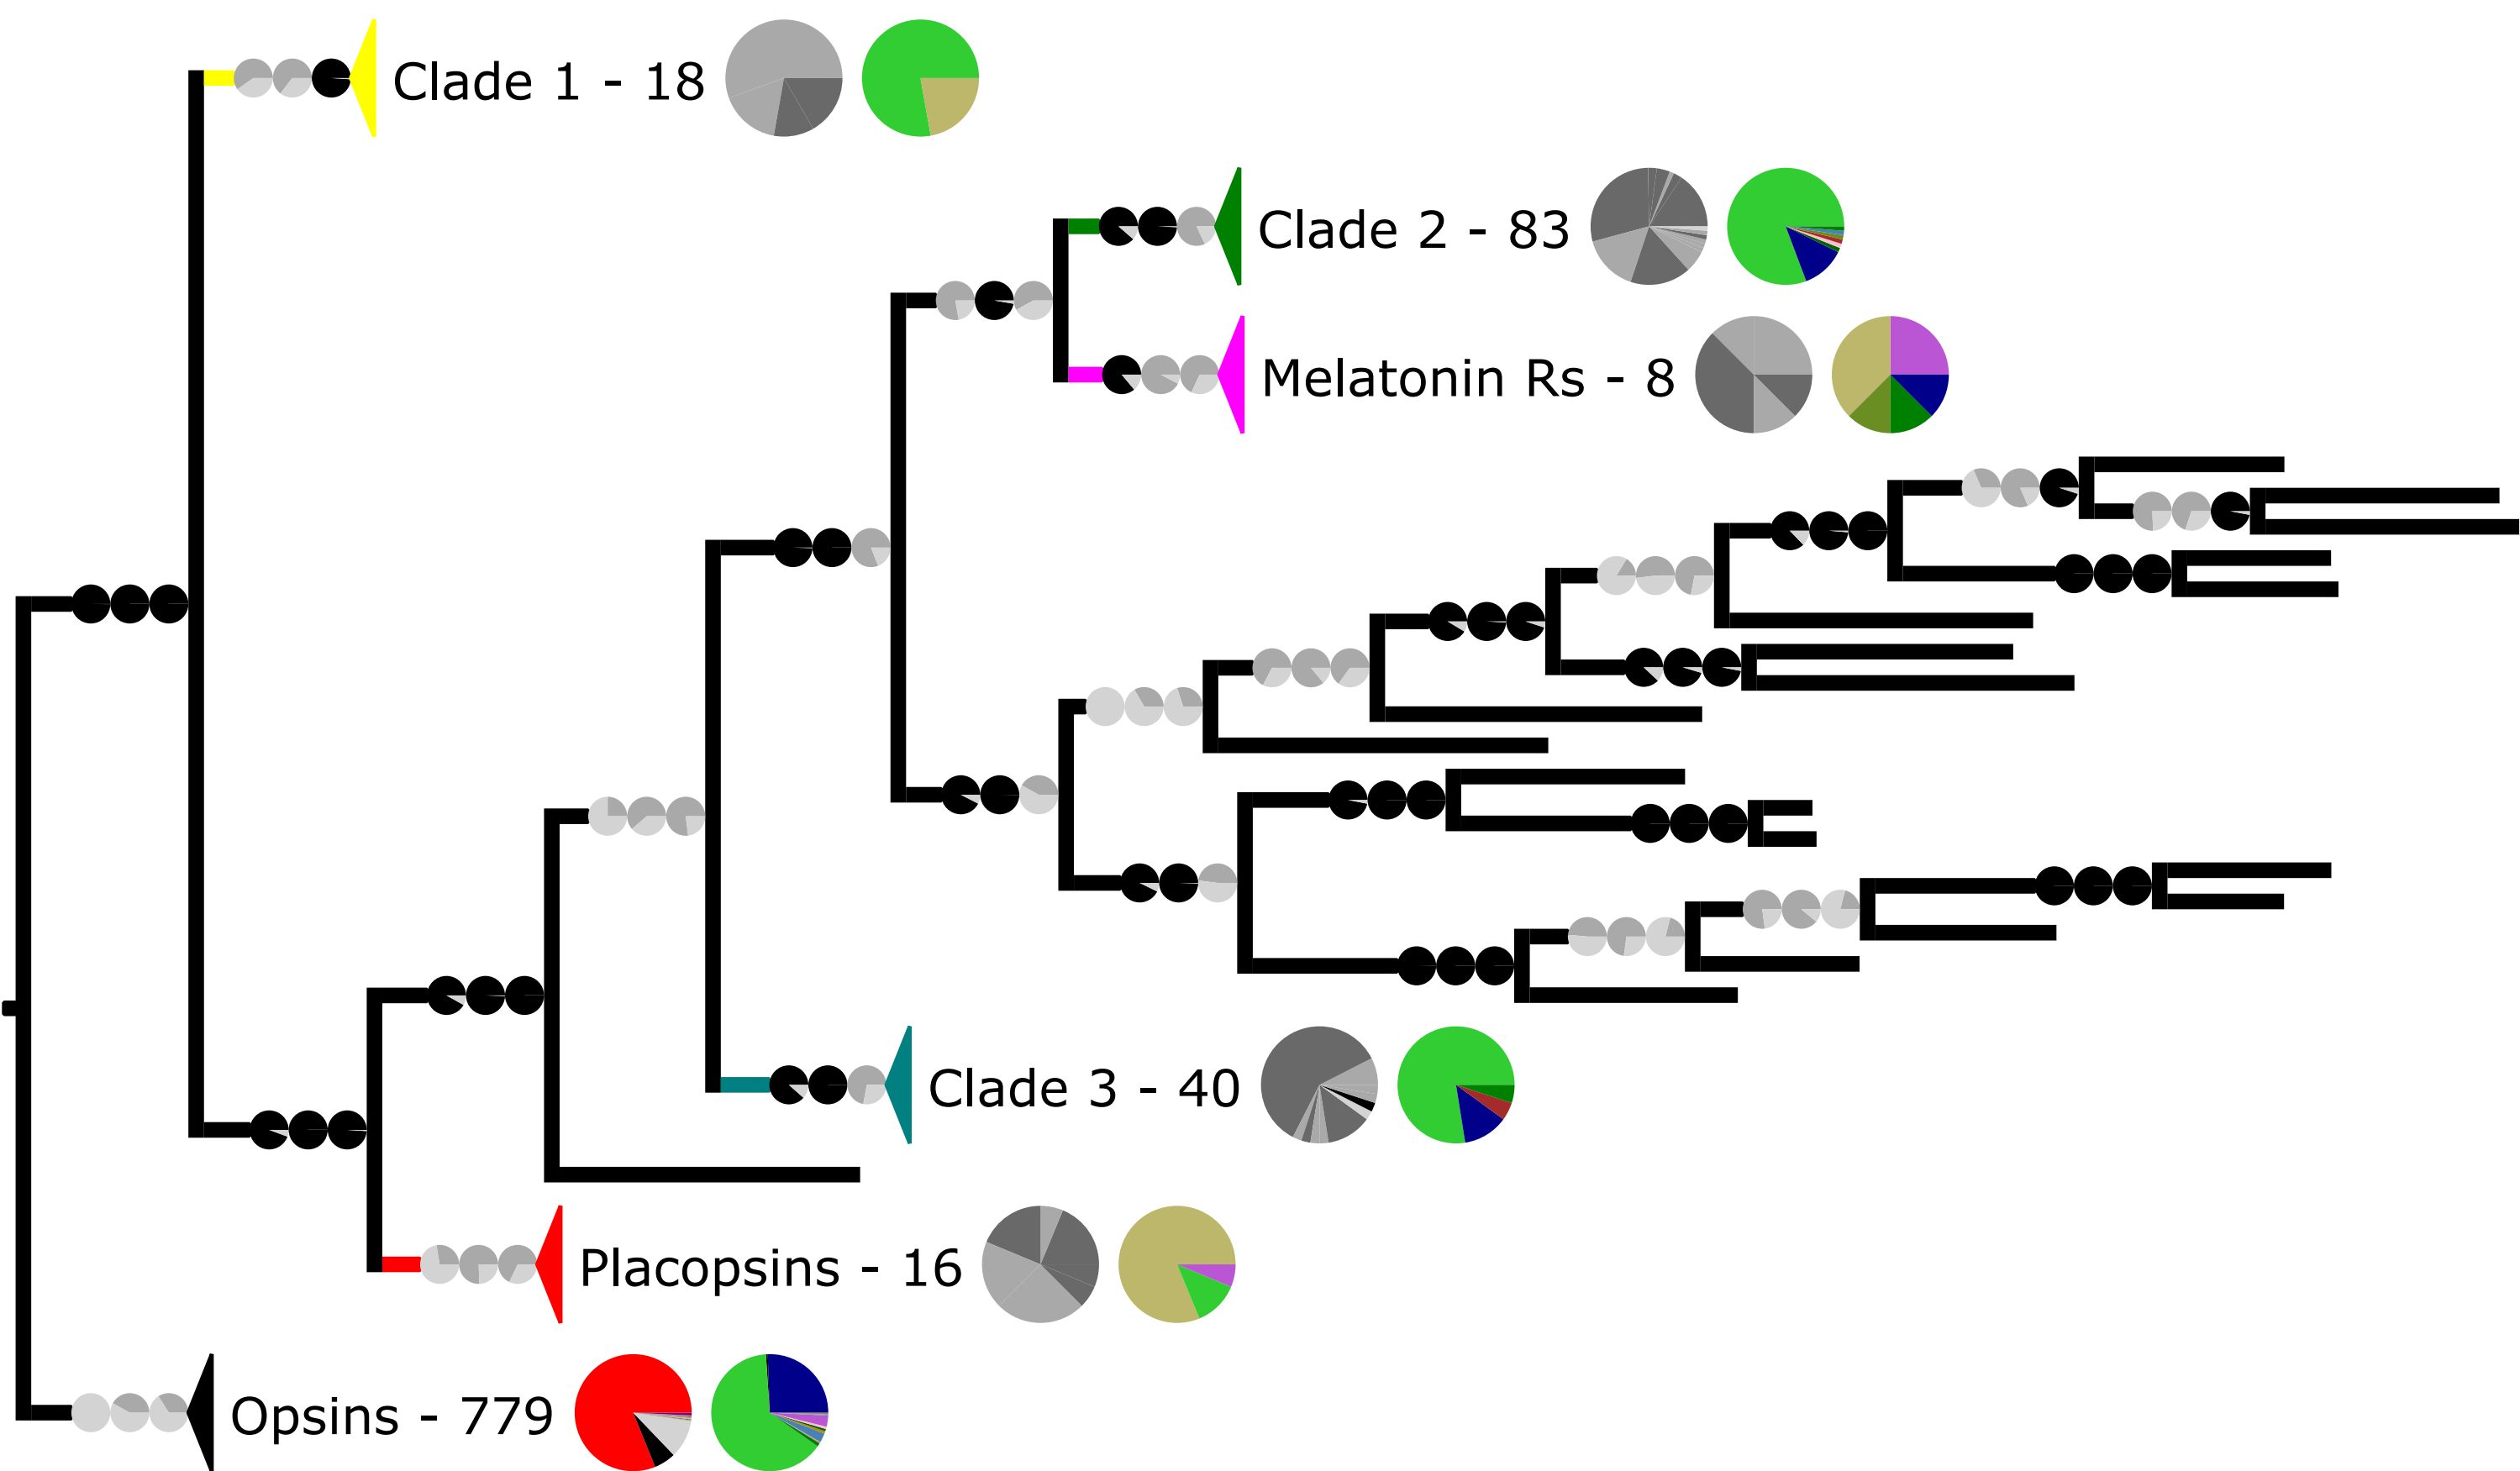 Clade 1 - 18
Clade 2 - 83
Melatonin Rs - 8
Clade 3 - 40
Placopsins - 16
Opsins - 779